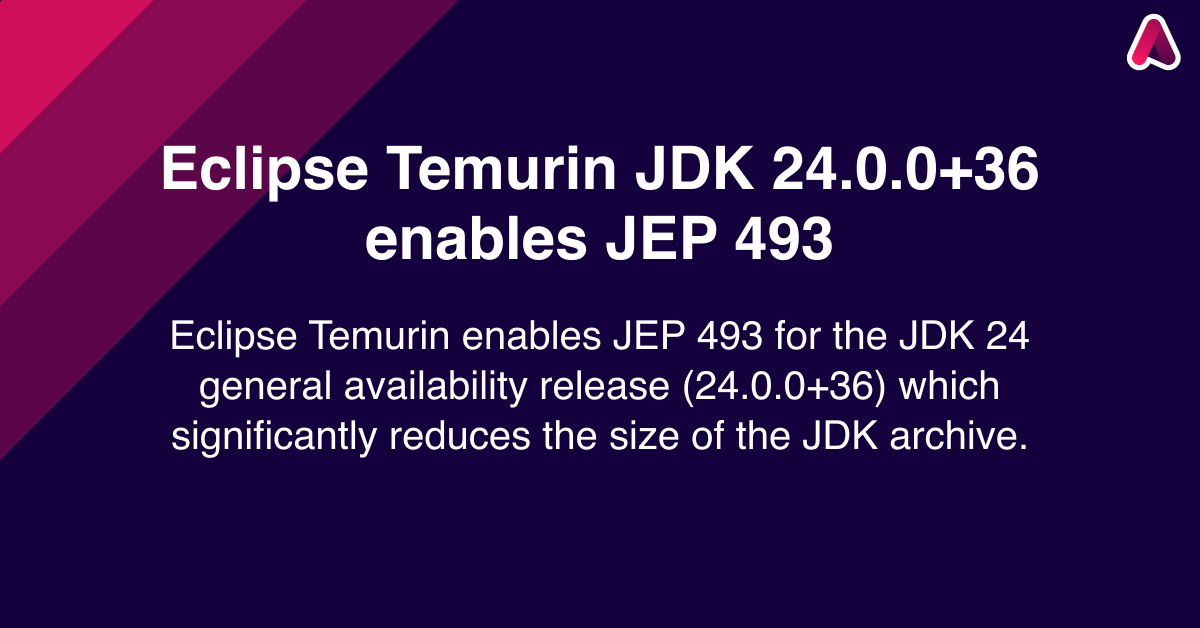 Eclipse Temurin JDK 24.0.0+36
enables JEP 493
Eclipse Temurin enables JEP 493 for the JDK 24
general availability release (24.0.0+36) which
significantly reduces the size of the JDK archive.